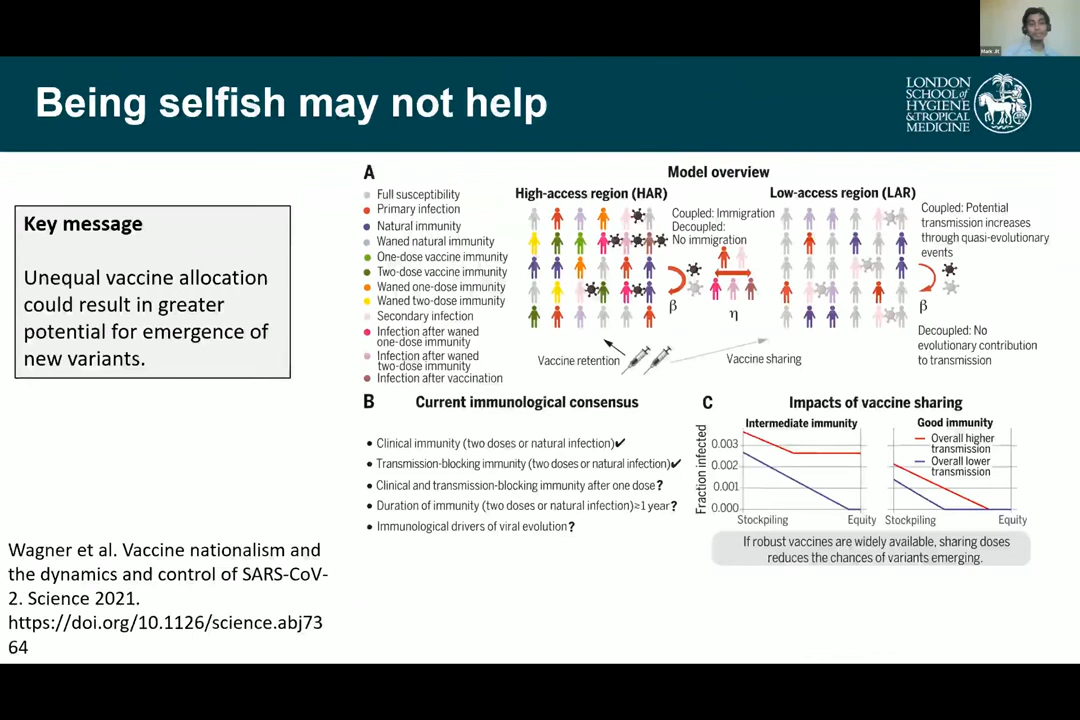 Mark Jit
Being selfish may not help
LONDON
SCHOOL of
HYGIENE
& TROPICAL
MEDICINE
Key message
Unequal vaccine allocation
could result in greater
potential for emergence of
new variants.
Wagner et al. Vaccine nationalism and
the dynamics and control of SARS-CoV-
2. Science 2021.
https://doi.org/10.1126/science.abj73
64
A
Model overview
Full susceptibility
Primary infection
Natural immunity
Waned natural immunity
One-dose vaccine immunity
Two-dose vaccine immunity
Waned one-dose immunity
Waned two-dose immunity
Secondary infection
Infection after waned
one-dose immunity
Infection after waned
two-dose immunity
Infection after vaccination
High-access region (HAR)
Coupled: Immigration
Decoupled:
No immigration
β
η
Low-access region (LAR)
Coupled: Potential
transmission increases
through quasi-evolutionary
events
β
Decoupled: No
evolutionary contribution
to transmission
Vaccine retention
Vaccine sharing
B
Current immunological consensus
• Clinical immunity (two doses or natural infection)✔
• Transmission-blocking immunity (two doses or natural infection)✔
• Clinical and transmission-blocking immunity after one dose?
• Duration of immunity (two doses or natural infection)≥1 year?
• Immunological drivers of viral evolution?
C
Impacts of vaccine sharing
Intermediate immunity
Good immunity
Overall higher
transmission
Overall lower
transmission
Fraction infected
0.003
0.002
0.001
0.000
Stockpiling
Equity
Stockpiling
Equity
If robust vaccines are widely available, sharing doses
reduces the chances of variants emerging.